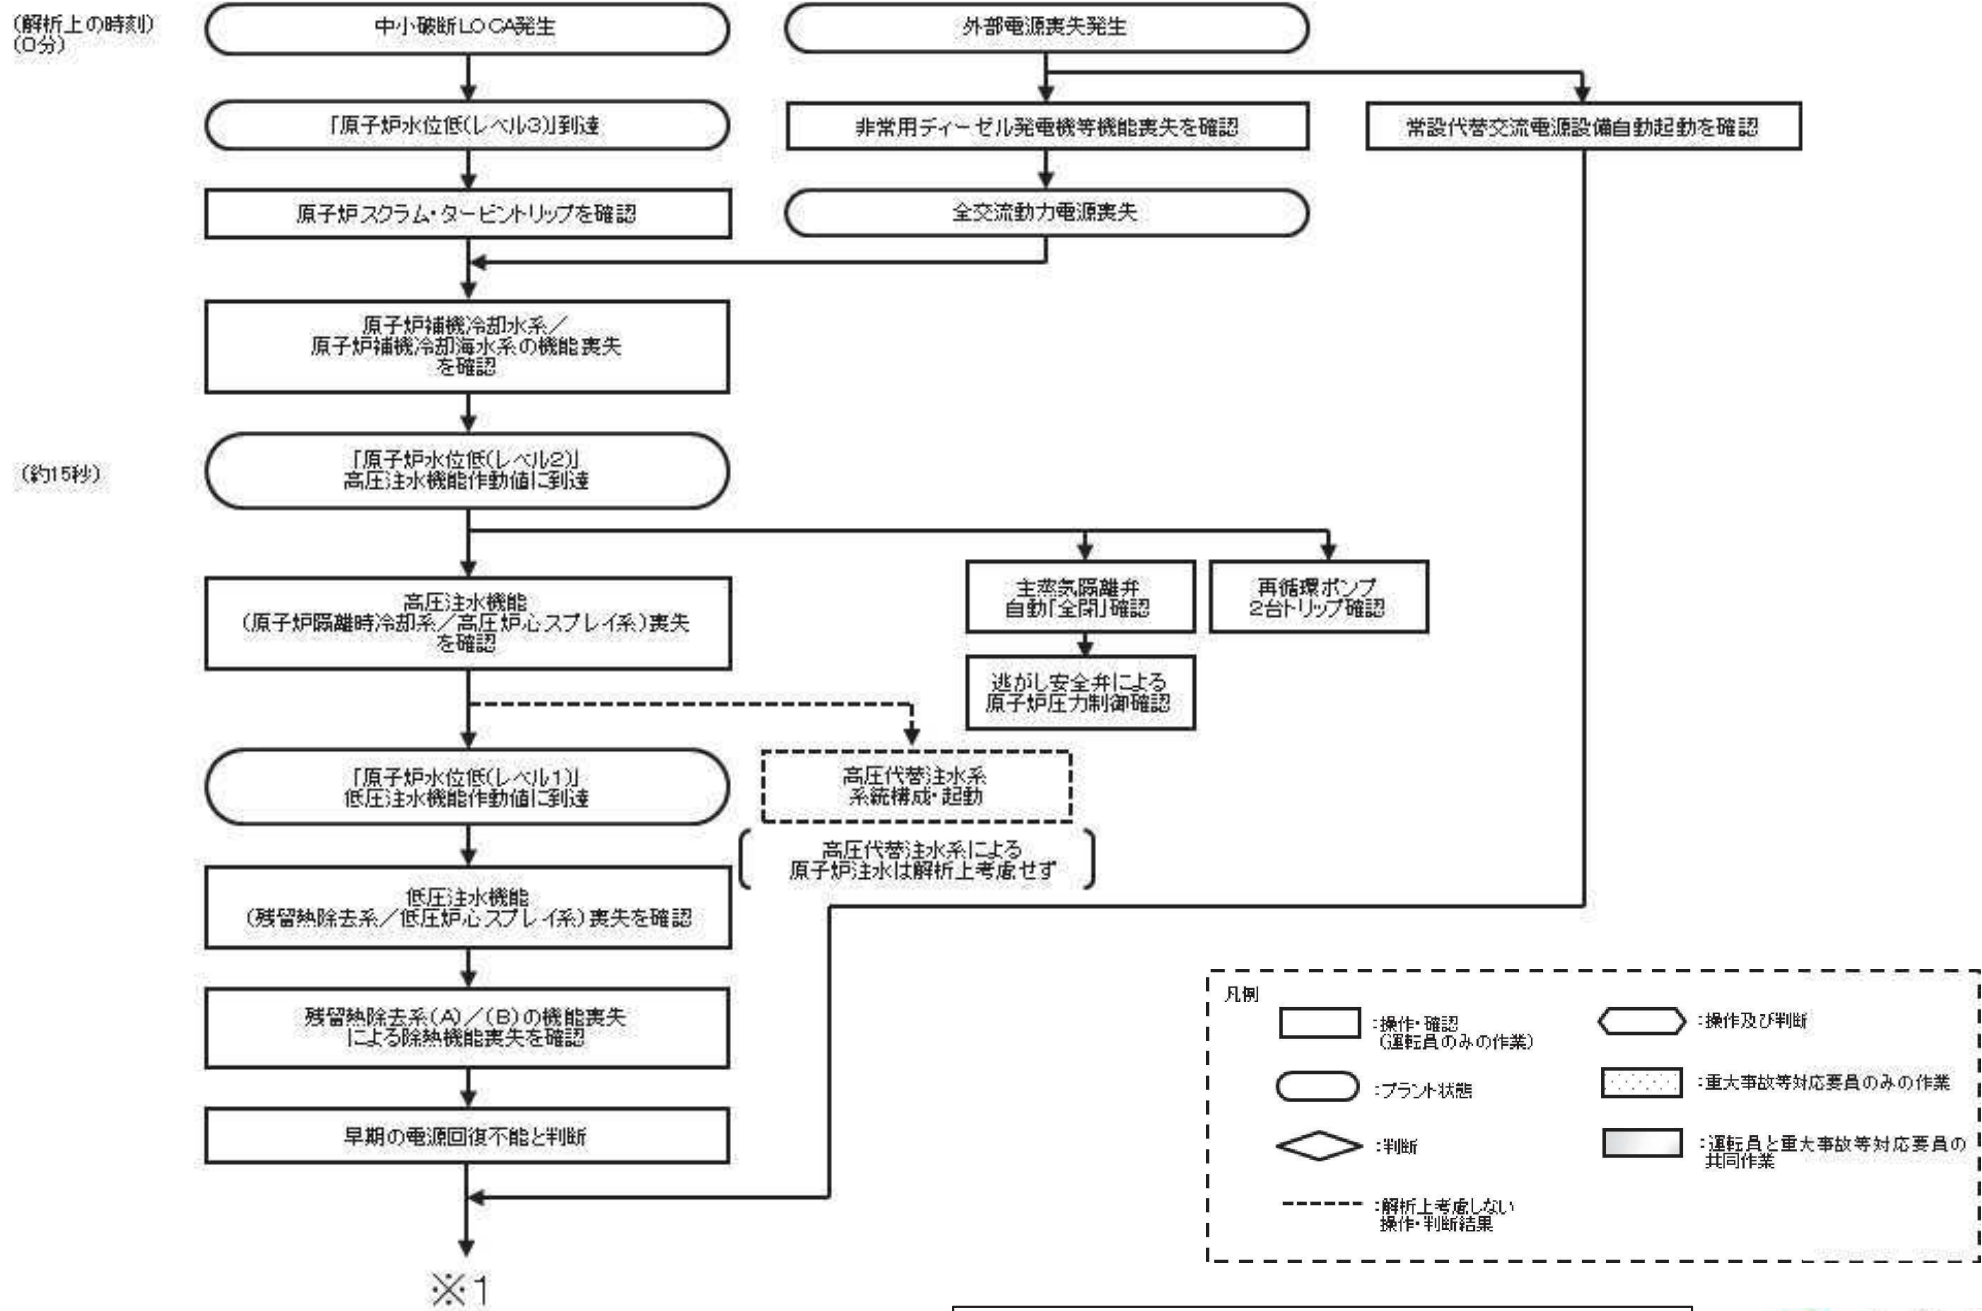 (解析上の時刻)
(0分)
中小破断LOCA発生
外部電源喪失発生
「原子炉水位低(レベル3)」到達
非常用ディーゼル発電機等機能喪失を確認
常設代替交流電源設備自動起動を確認
原子炉スクラム・タービントリップを確認
全交流動力電源喪失
原子炉補機冷却水系／
原子炉補機冷却海水系の機能喪失
を確認
(約15秒)
「原子炉水位低(レベル2)」
高圧注水機能作動値に到達
高圧注水機能
(原子炉隔離時冷却系／高圧炉心スプレイ系)喪失
を確認
主蒸気隔離弁
自動「全閉」確認
再循環ポンプ
2台トリップ確認
逃がし安全弁による
原子炉圧力制御確認
「原子炉水位低(レベル1)」
低圧注水機能作動値に到達
高圧代替注水系
系統構成・起動
高圧代替注水系による
原子炉注水は解析上考慮せず
低圧注水機能
(残留熱除去系／低圧炉心スプレイ系)喪失を確認
残留熱除去系(A)／(B)の機能喪失
による除熱機能喪失を確認
早期の電源回復不能と判断
※1
凡例
:操作・確認
(運転員のみの作業)
:操作及び判断
:プラント状態
:重大事故等対応要員のみの作業
:判断
:運転員と重大事故等対応要員の
共同作業
:解析上考慮しない
操作・判断結果